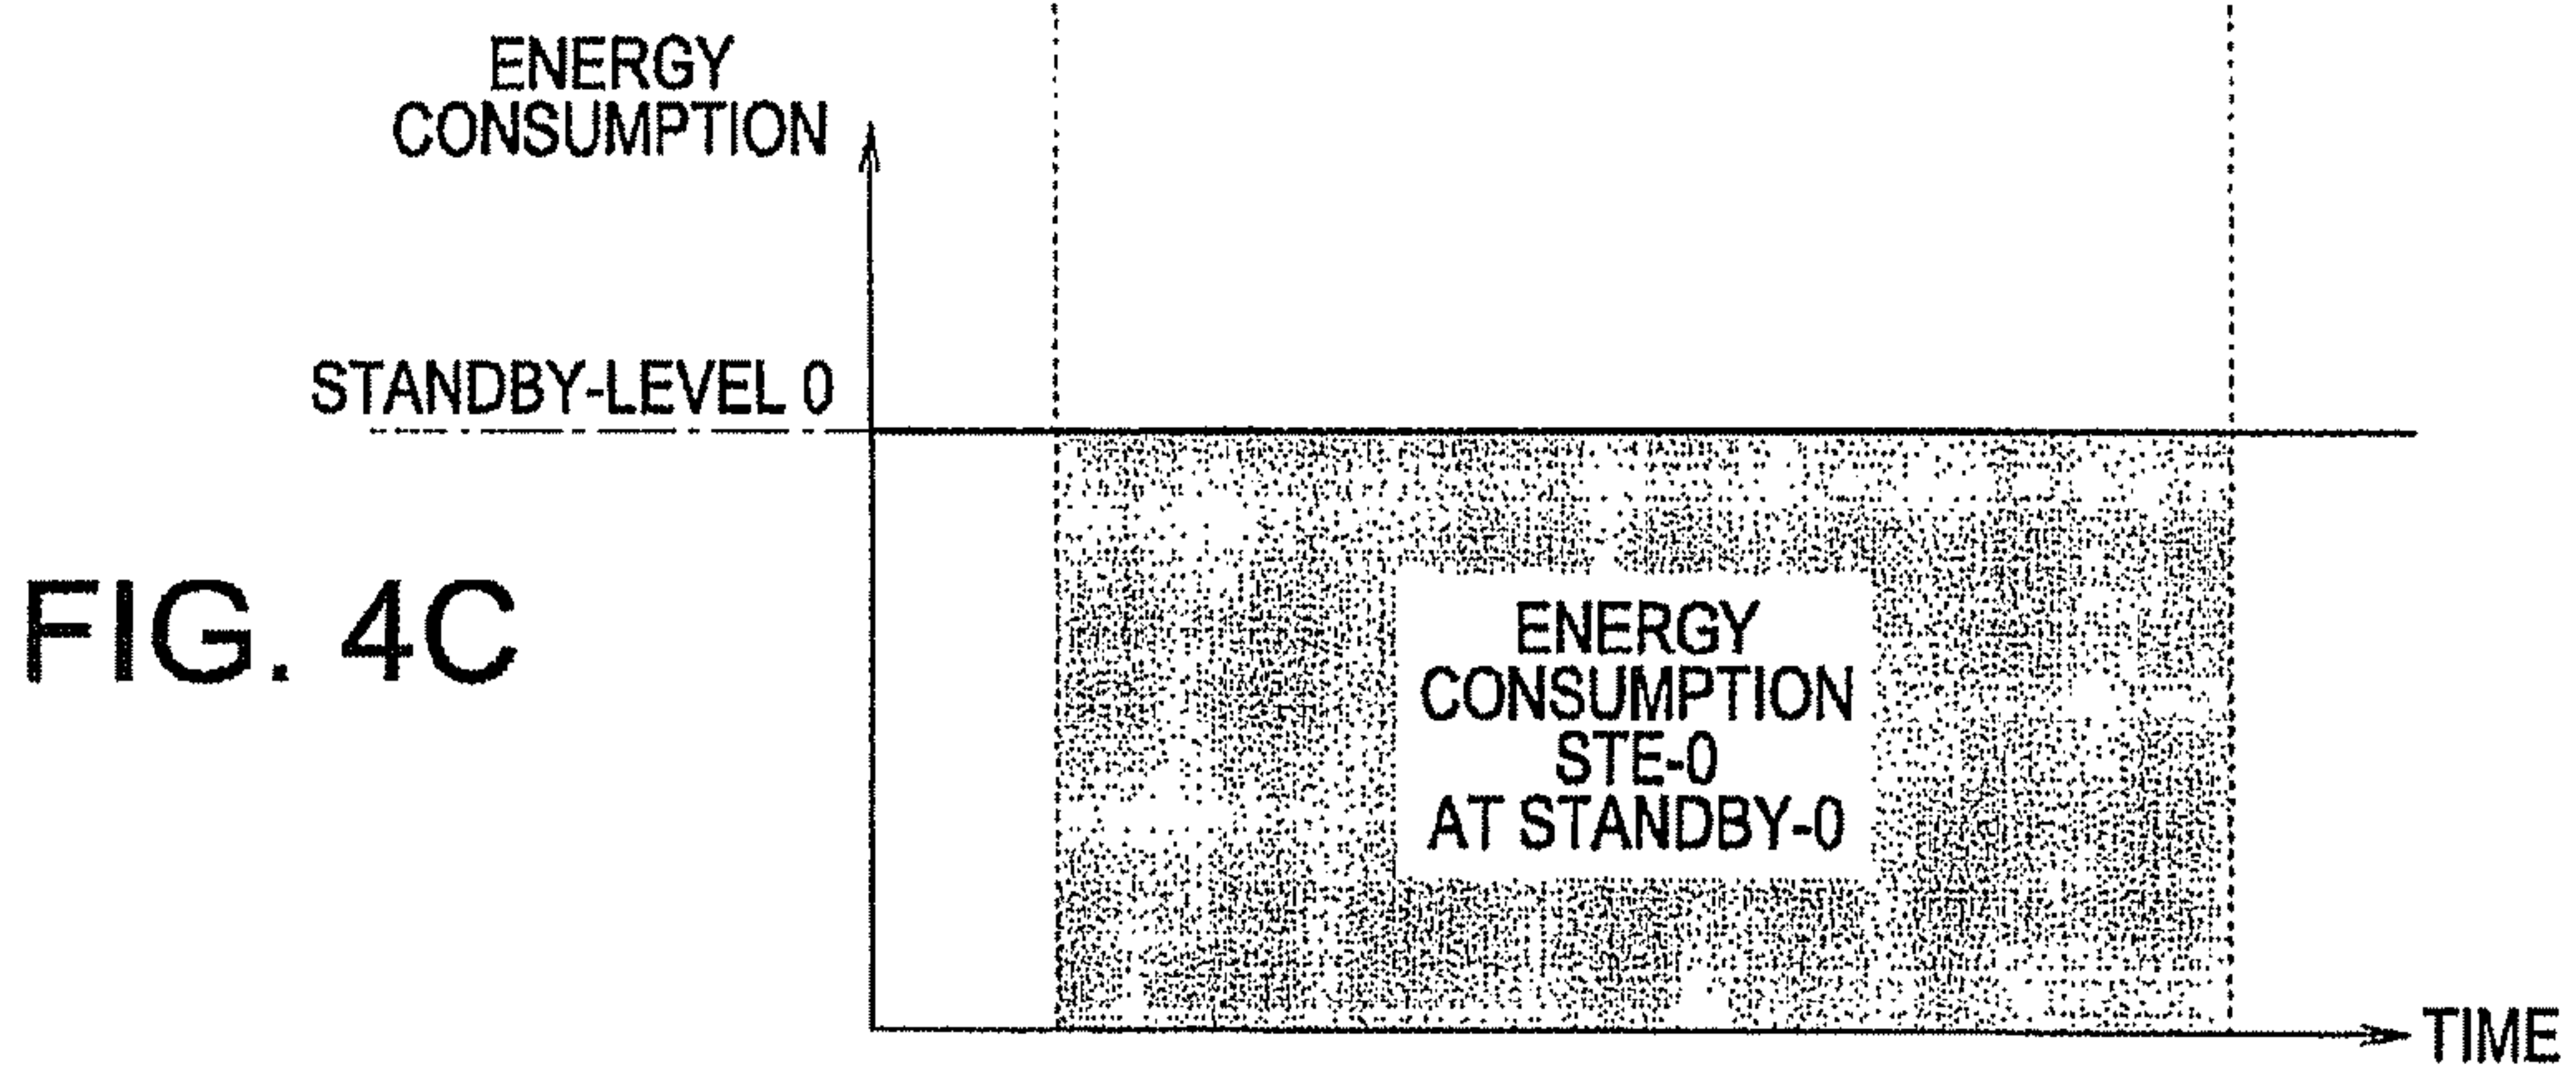 ENERGY
CONSUMPTION
STANDBY-LEVEL 0
FIG. 4C
ENERGY
CONSUMPTION
STE-0
AT STANDBY-0
TIME